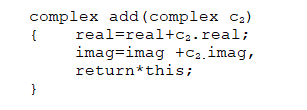 complex add(complex c₂)
{ real=real+c₂.real;
imag=imag +c₂.imag,
return*this;
}